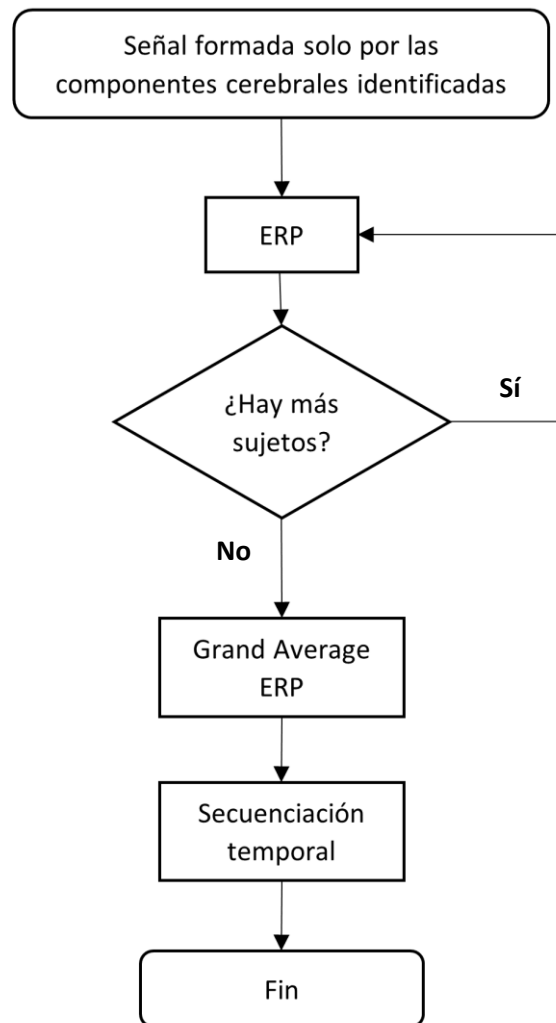 Señal formada solo por las
componentes cerebrales identificadas
ERP
¿Hay más
sujetos?
Sí
No
Grand Average
ERP
Secuenciación
temporal
Fin